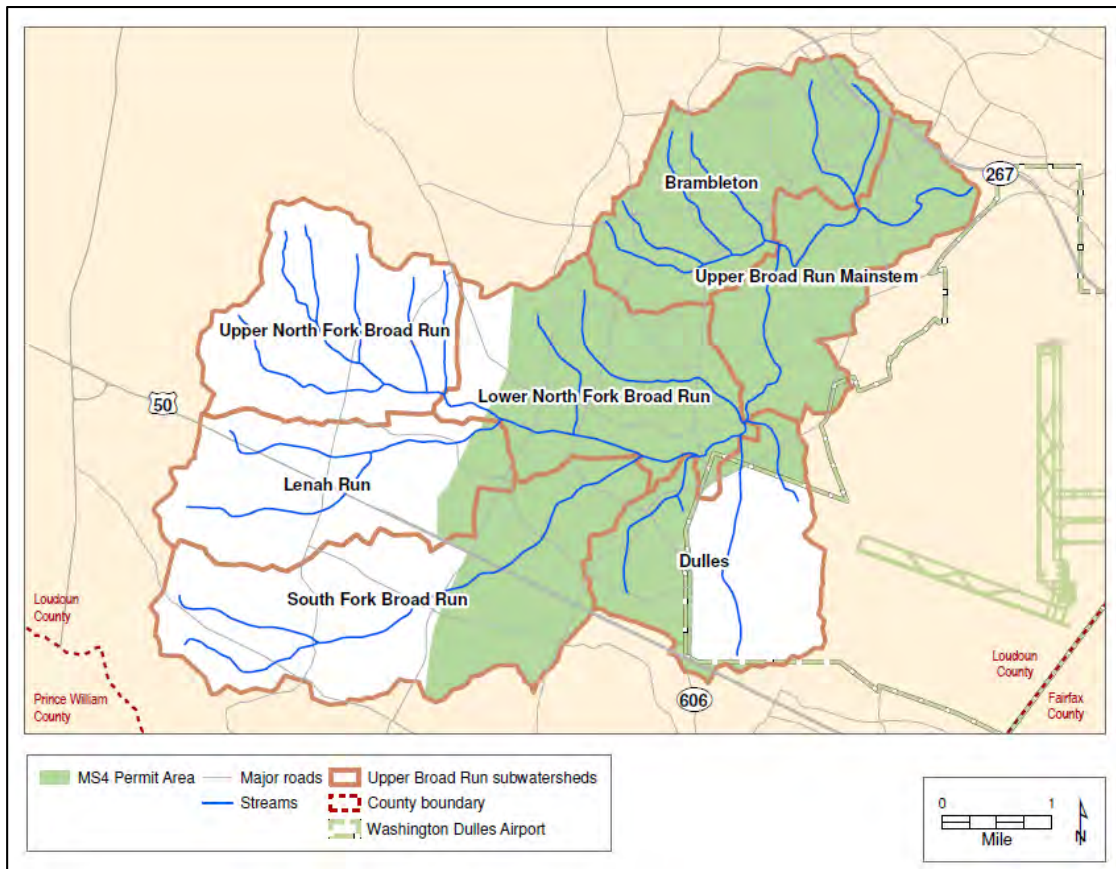 267
Brambleton
Upper Broad Run Mainstem
Upper North Fork Broad Run
50
Lower North Fork Broad Run
Lenah Run
Dulles
South Fork Broad Run
Loudoun
County
Prince William
County
606
Loudoun
County
Fairfax
County
MS4 Permit Area
Major roads
Upper Broad Run subwatersheds
Streams
County boundary
Washington Dulles Airport
0 1
Mile
N